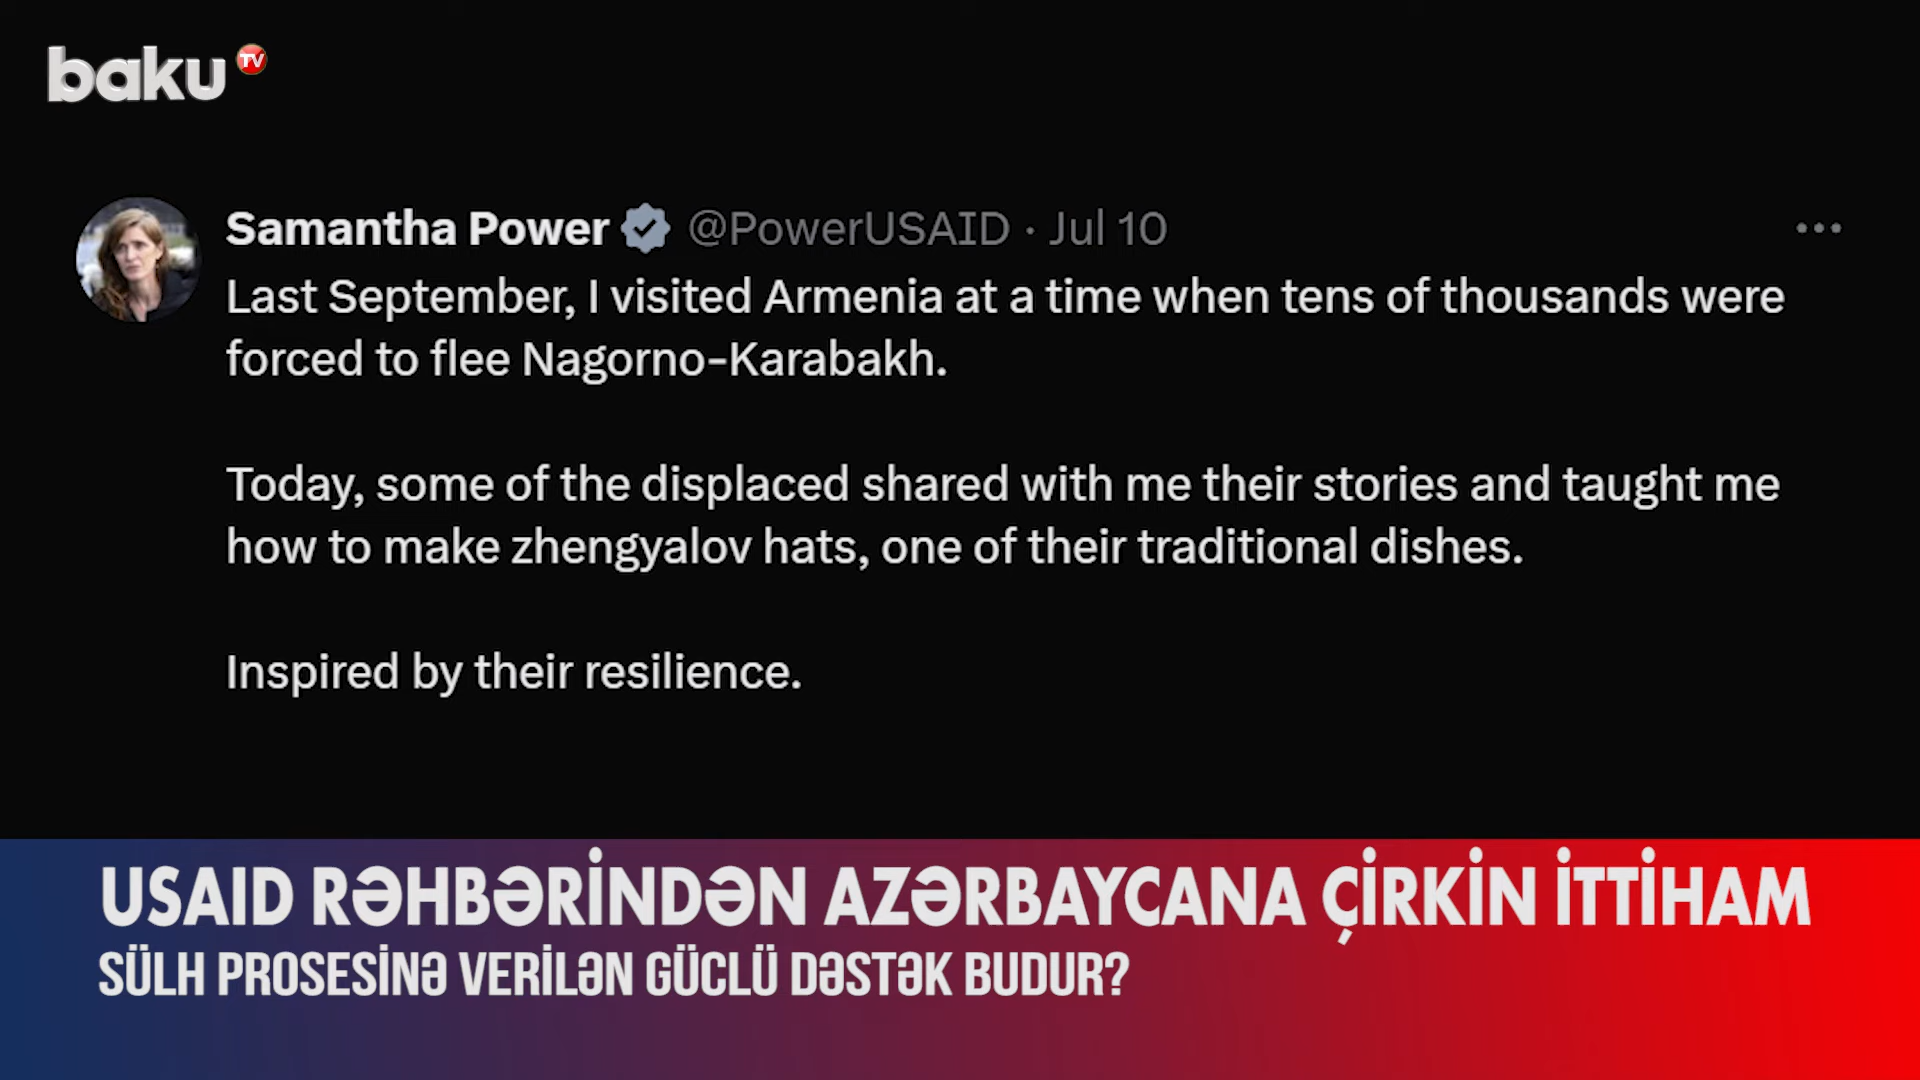 baku TV
Samantha Power @PowerUSAID · Jul 10
Last September, I visited Armenia at a time when tens of thousands were
forced to flee Nagorno-Karabakh.
Today, some of the displaced shared with me their stories and taught me
how to make zhengyalov hats, one of their traditional dishes.
Inspired by their resilience.
USAID RƏHBƏRİNDƏN AZƏRBAYCANA ÇİRKİN İTTİHAM
SÜLH PROSESİNƏ VERİLƏN GÜCLÜ DƏSTƏK BUDUR?